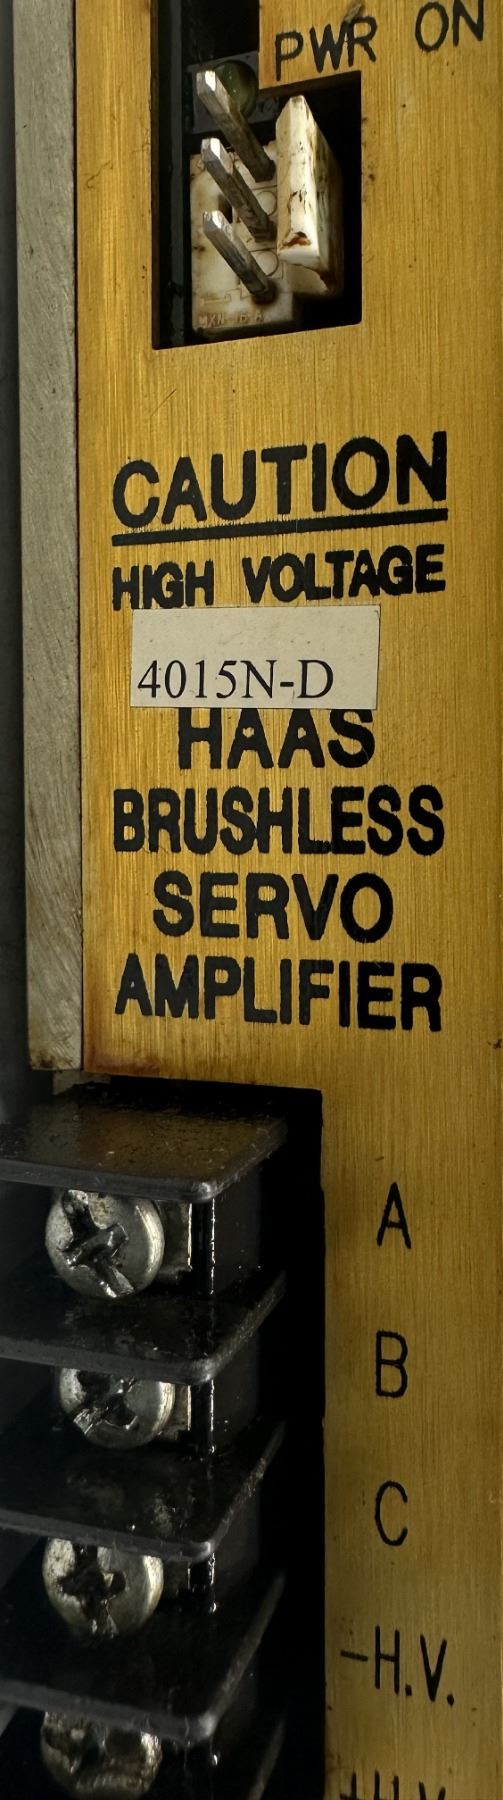 PWR ON
CAUTION
HIGH VOLTAGE
4015N-D
HAAS
BRUSHLESS
SERVO
AMPLIFIER
A
B
C
-H.V.
+H.V.